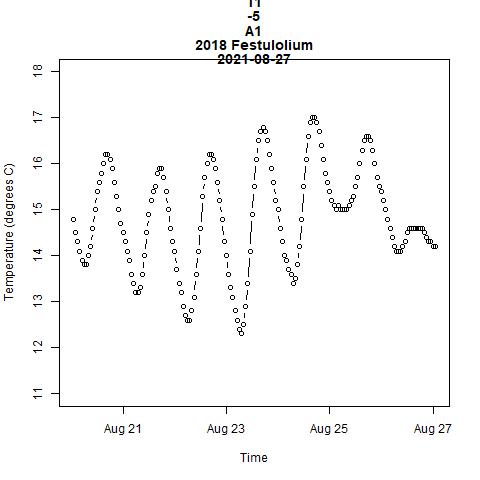 -5
A1
2018 Festulolium
2021-08-27
18
17
16
15
14
13
12
11
Temperature (degrees C)
Aug 21
Aug 23
Aug 25
Aug 27
Time